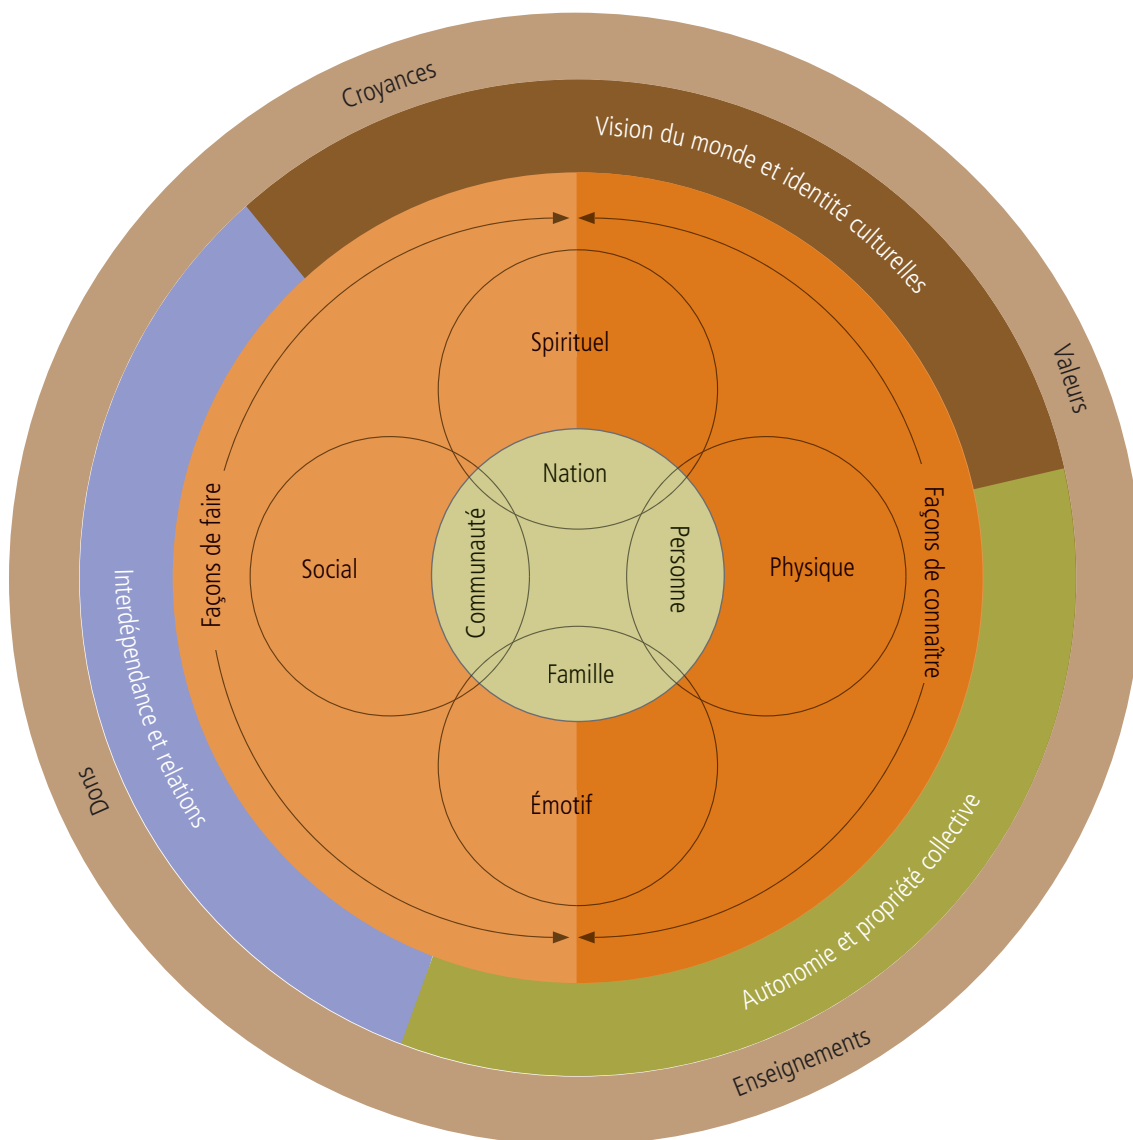 Croyances
Vision du monde et identité culturelles
Valeurs
Spirituel
Nation
Façons de faire
Social
Communauté
Personne
Physique
Façons de connaître
Famille
Interdépendance et relations
Dons
Émotif
Autonomie et propriété collective
Enseignements